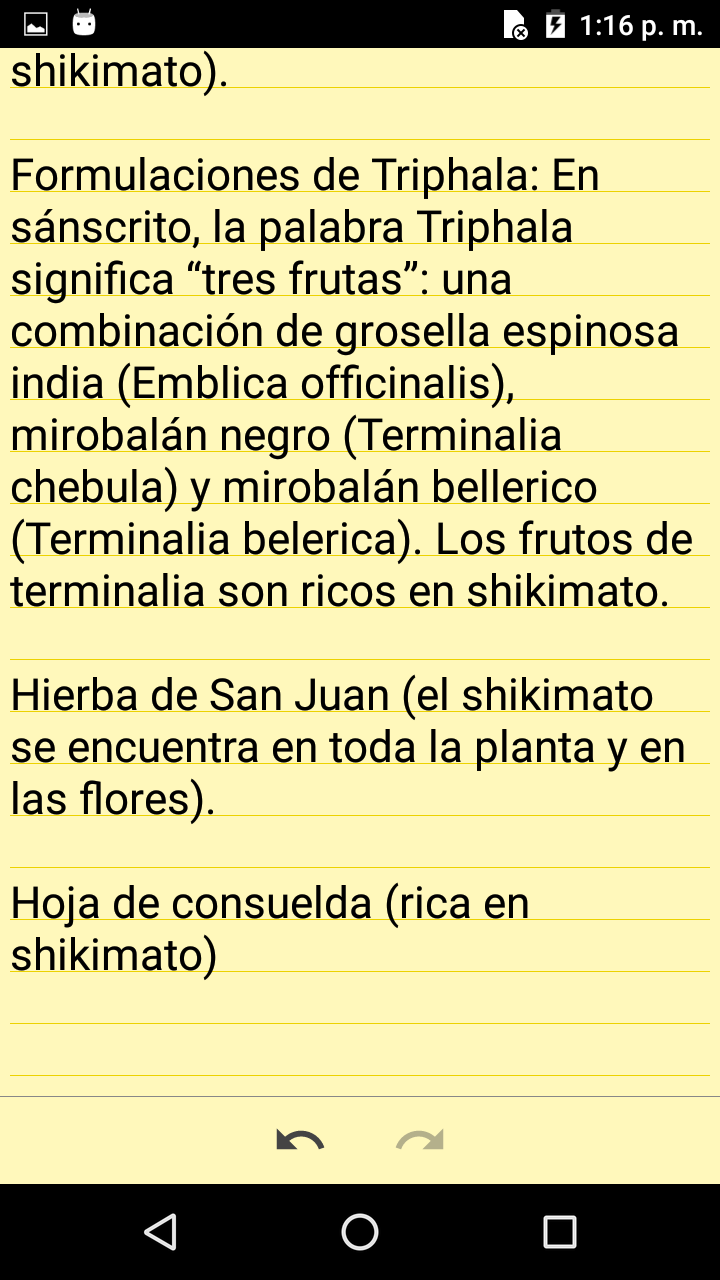 1:16 p. m.
shikimato).
Formulaciones de Triphala: En
sánscrito, la palabra Triphala
significa “tres frutas”: una
combinación de grosella espinosa
india (Emblica officinalis),
mirobalán negro (Terminalia
chebula) y mirobalán bellerico
(Terminalia belerica). Los frutos de
terminalia son ricos en shikimato.
Hierba de San Juan (el shikimato
se encuentra en toda la planta y en
las flores).
Hoja de consuelda (rica en
shikimato)